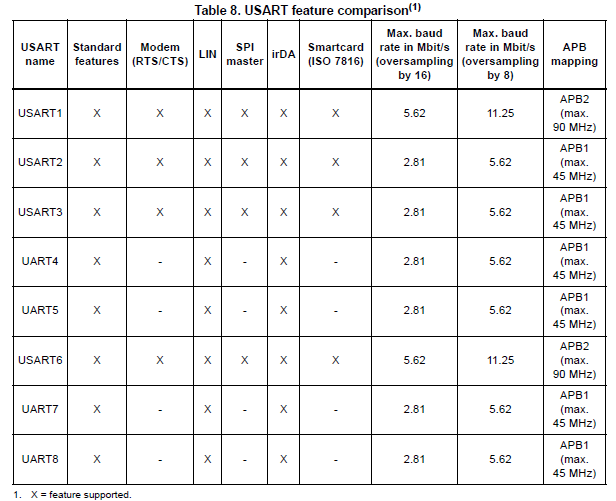 Table 8. USART feature comparison(1)
USART name | Standard features | Modem (RTS/CTS) | LIN | SPI master | irDA | Smartcard (ISO 7816) | Max. baud rate in Mbit/s (oversampling by 16) | Max. baud rate in Mbit/s (oversampling by 8) | APB mapping
USART1 | X | X | X | X | X | X | 5.62 | 11.25 | APB2 (max. 90 MHz)
USART2 | X | X | X | X | X | X | 2.81 | 5.62 | APB1 (max. 45 MHz)
USART3 | X | X | X | X | X | X | 2.81 | 5.62 | APB1 (max. 45 MHz)
UART4 | X | - | X | - | X | - | 2.81 | 5.62 | APB1 (max. 45 MHz)
UART5 | X | - | X | - | X | - | 2.81 | 5.62 | APB1 (max. 45 MHz)
USART6 | X | X | X | X | X | X | 5.62 | 11.25 | APB2 (max. 90 MHz)
UART7 | X | - | X | - | X | - | 2.81 | 5.62 | APB1 (max. 45 MHz)
UART8 | X | - | X | - | X | - | 2.81 | 5.62 | APB1 (max. 45 MHz)
1. X = feature supported.